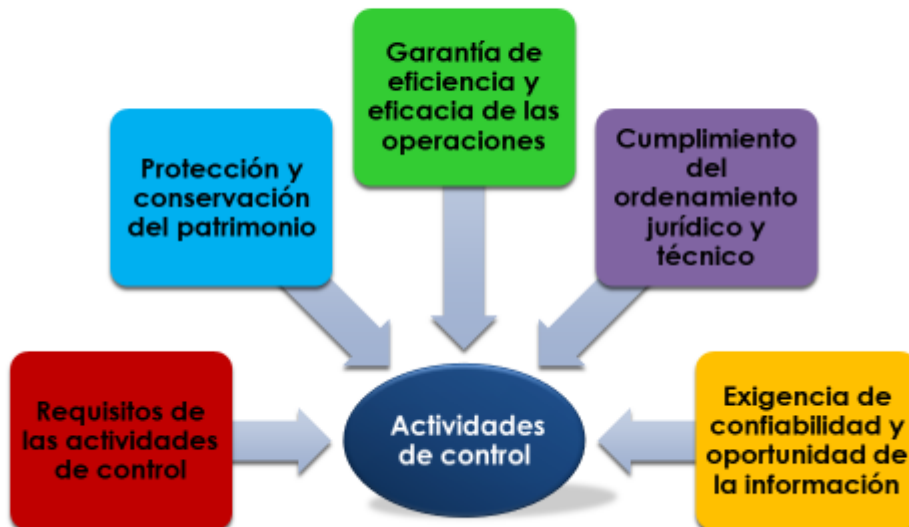 Garantía de
eficiencia y
eficacia de las
operaciones
Protección y
conservación
del patrimonio
Cumplimiento
del
ordenamiento
jurídico y
técnico
Requisitos de
las actividades
de control
Actividades
de control
Exigencia de
confiabilidad y
oportunidad de
la información